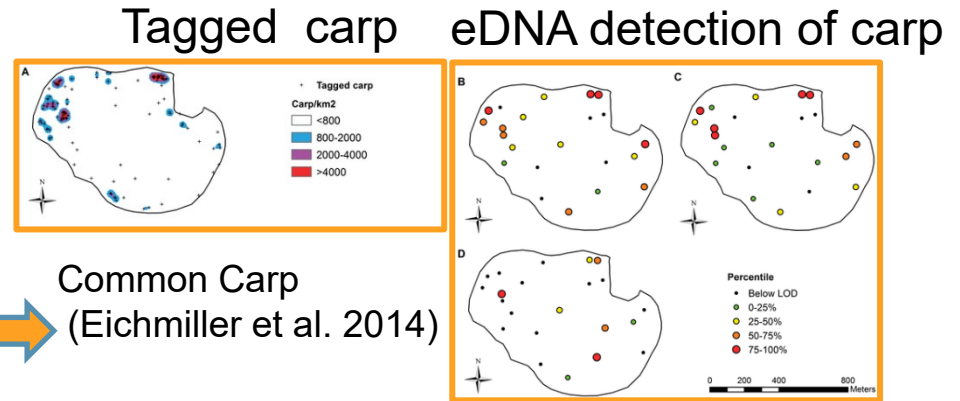 Tagged carp
eDNA detection of carp
A
Tagged carp
Carp/km2
<800
800-2000
2000-4000
>4000
N
B
N
C
N
D
N
Percentile
Below LOD
0-25%
25-50%
50-75%
75-100%
0 200 400 800
Meters
Common Carp
(Eichmiller et al. 2014)